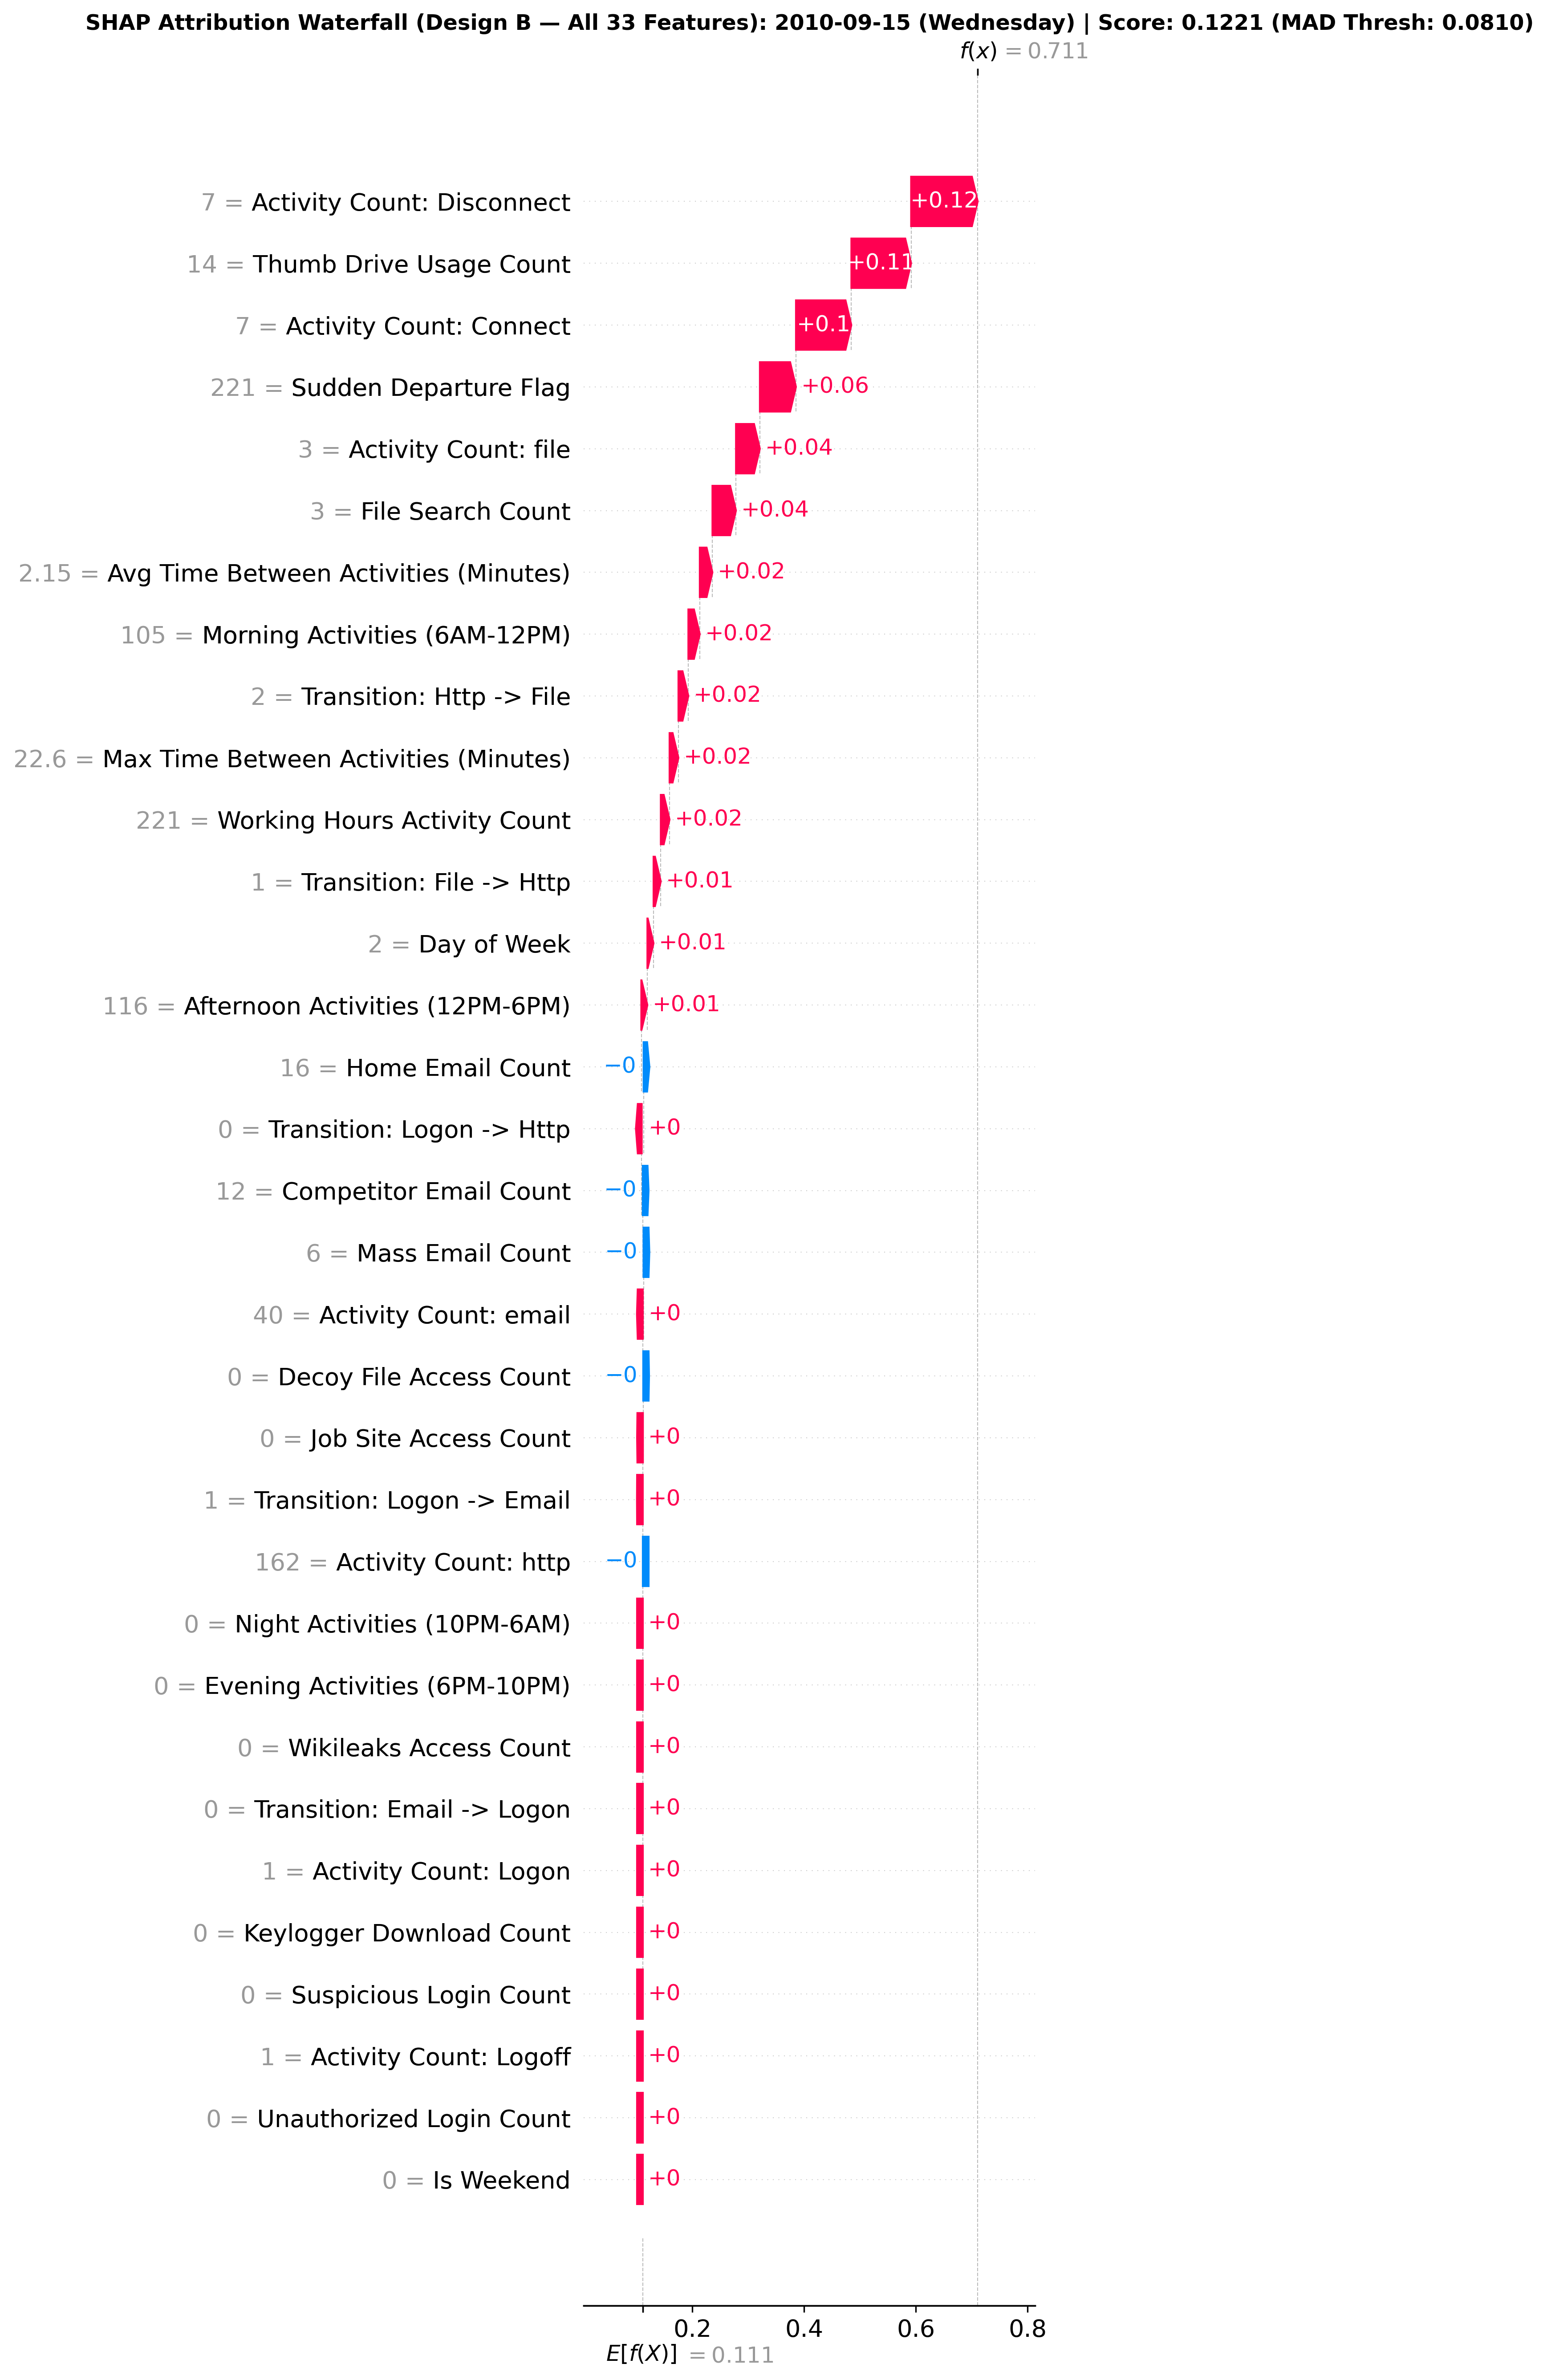 SHAP Attribution Waterfall (Design B — All 33 Features): 2010-09-15 (Wednesday) | Score: 0.1221 (MAD Thresh: 0.0810)
f(x) = 0.711
7 = Activity Count: Disconnect +0.12
14 = Thumb Drive Usage Count +0.11
7 = Activity Count: Connect +0.1
221 = Sudden Departure Flag +0.06
3 = Activity Count: file +0.04
3 = File Search Count +0.04
2.15 = Avg Time Between Activities (Minutes) +0.02
105 = Morning Activities (6AM-12PM) +0.02
2 = Transition: Http -> File +0.02
22.6 = Max Time Between Activities (Minutes) +0.02
221 = Working Hours Activity Count +0.02
1 = Transition: File -> Http +0.01
2 = Day of Week +0.01
116 = Afternoon Activities (12PM-6PM) +0.01
16 = Home Email Count −0
0 = Transition: Logon -> Http +0
12 = Competitor Email Count −0
6 = Mass Email Count −0
40 = Activity Count: email +0
0 = Decoy File Access Count −0
0 = Job Site Access Count +0
1 = Transition: Logon -> Email +0
162 = Activity Count: http −0
0 = Night Activities (10PM-6AM) +0
0 = Evening Activities (6PM-10PM) +0
0 = Wikileaks Access Count +0
0 = Transition: Email -> Logon +0
1 = Activity Count: Logon +0
0 = Keylogger Download Count +0
0 = Suspicious Login Count +0
1 = Activity Count: Logoff +0
0 = Unauthorized Login Count +0
0 = Is Weekend +0
0.2 0.4 0.6 0.8
E[f(X)] = 0.111